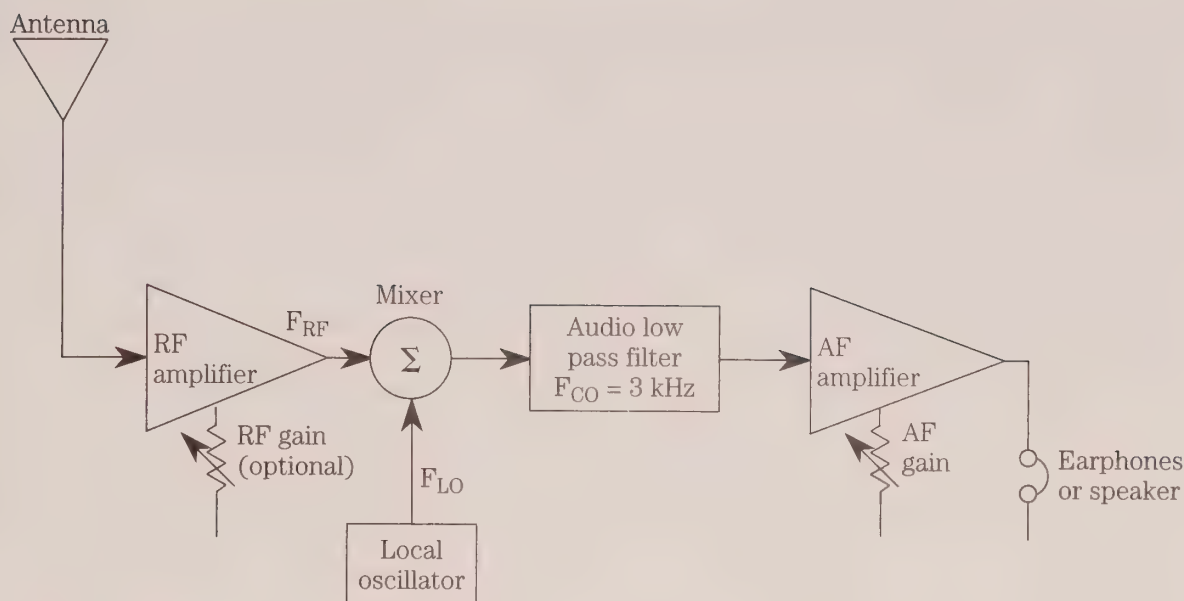 Antenna
RF
amplifier
F_RF
Mixer
Σ
Audio low
pass filter
F_CO = 3 kHz
AF
amplifier
RF gain
(optional)
F_LO
AF
gain
Earphones
or speaker
Local
oscillator